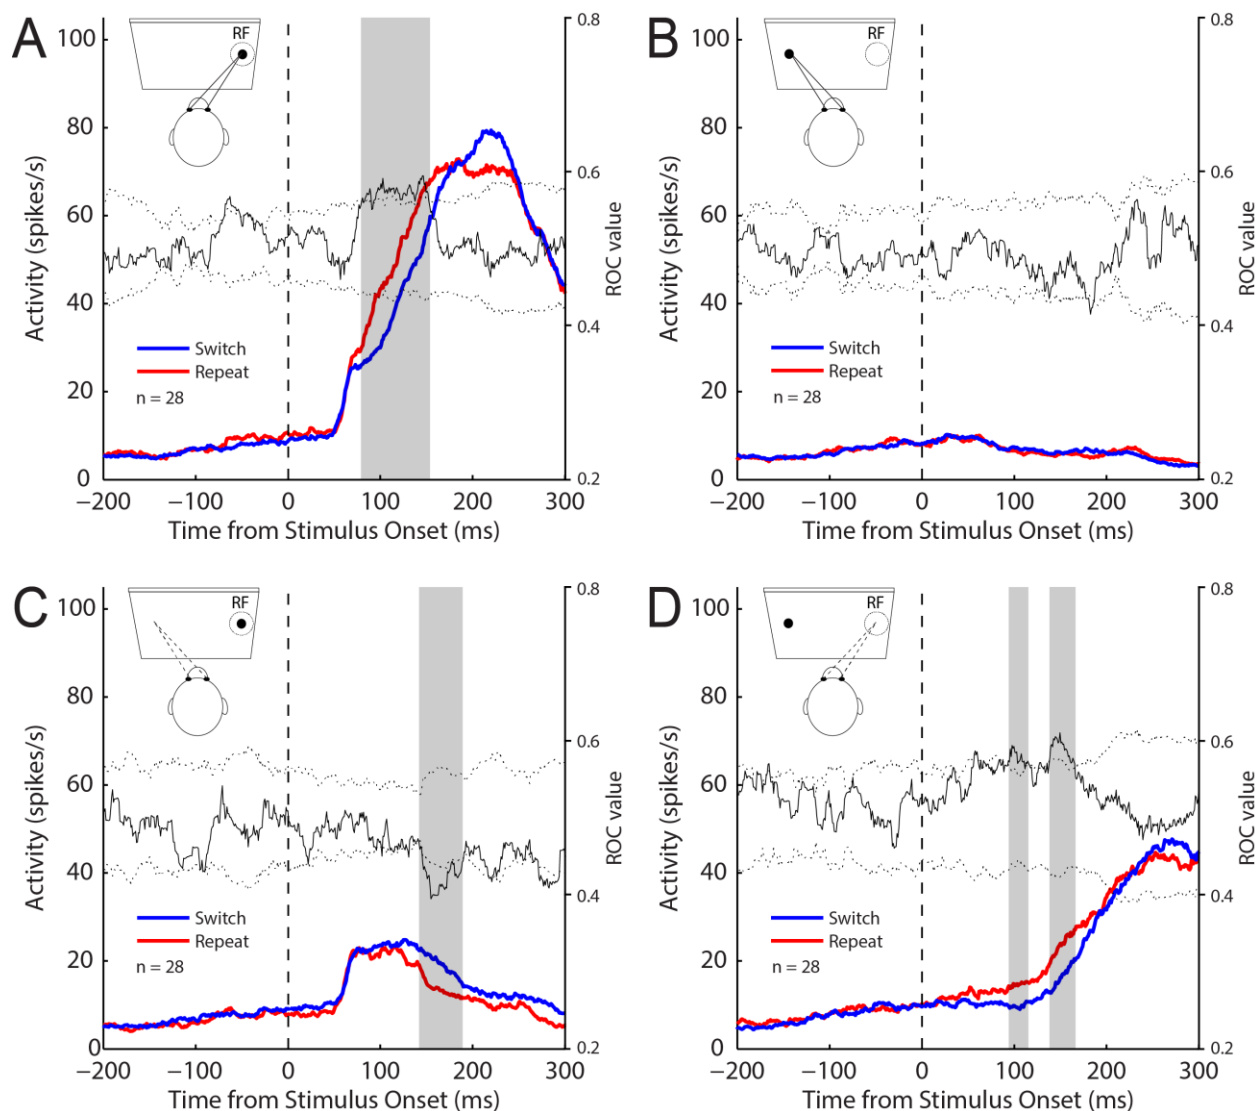 A
RF
100
80
60
40
20
0
Activity (spikes/s)
0.8
0.6
0.4
0.2
ROC value
Switch
Repeat
n = 28
−200 −100 0 100 200 300
Time from Stimulus Onset (ms)
B
RF
100
80
60
40
20
0
Activity (spikes/s)
0.8
0.6
0.4
0.2
ROC value
Switch
Repeat
n = 28
−200 −100 0 100 200 300
Time from Stimulus Onset (ms)
C
RF
100
80
60
40
20
0
Activity (spikes/s)
0.8
0.6
0.4
0.2
ROC value
Switch
Repeat
n = 28
−200 −100 0 100 200 300
Time from Stimulus Onset (ms)
D
RF
100
80
60
40
20
0
Activity (spikes/s)
0.8
0.6
0.4
0.2
ROC value
Switch
Repeat
n = 28
−200 −100 0 100 200 300
Time from Stimulus Onset (ms)